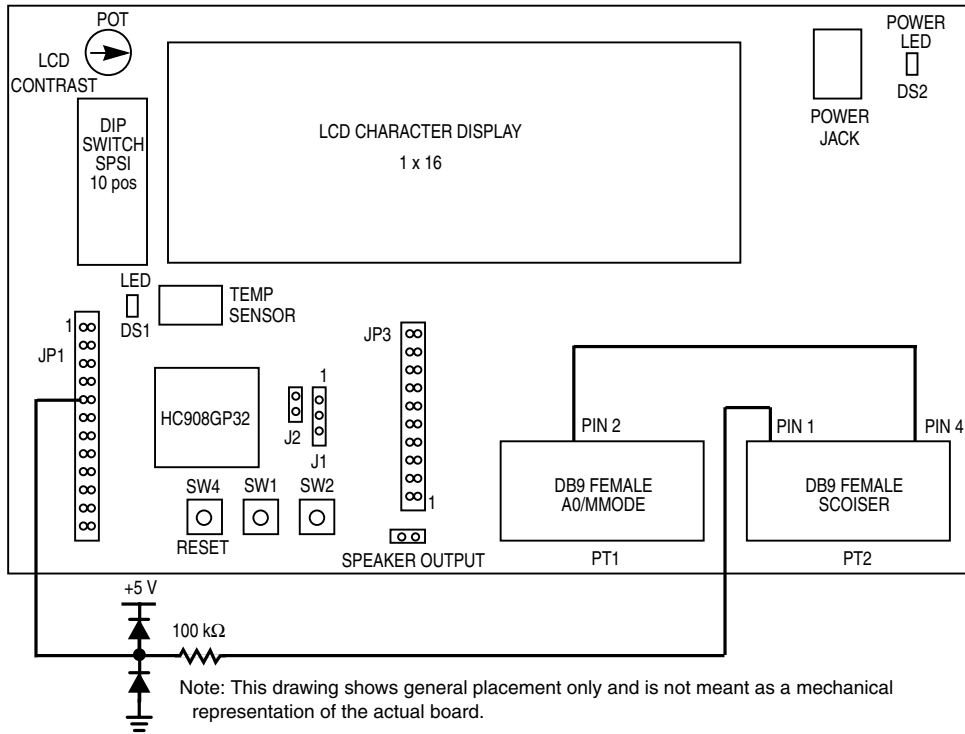 POT
LCD
CONTRAST
DIP
SWITCH
SPSI
10 pos
LCD CHARACTER DISPLAY
1 x 16
POWER
LED
DS2
POWER
JACK
LED
DS1
TEMP
SENSOR
1
JP1
HC908GP32
J2
1
J1
JP3
1
SW4
RESET
SW1
SW2
SPEAKER OUTPUT
PIN 2
DB9 FEMALE
A0/MMODE
PT1
PIN 1
PIN 4
DB9 FEMALE
SCOISER
PT2
+5 V
100 kΩ
Note: This drawing shows general placement only and is not meant as a mechanical
representation of the actual board.